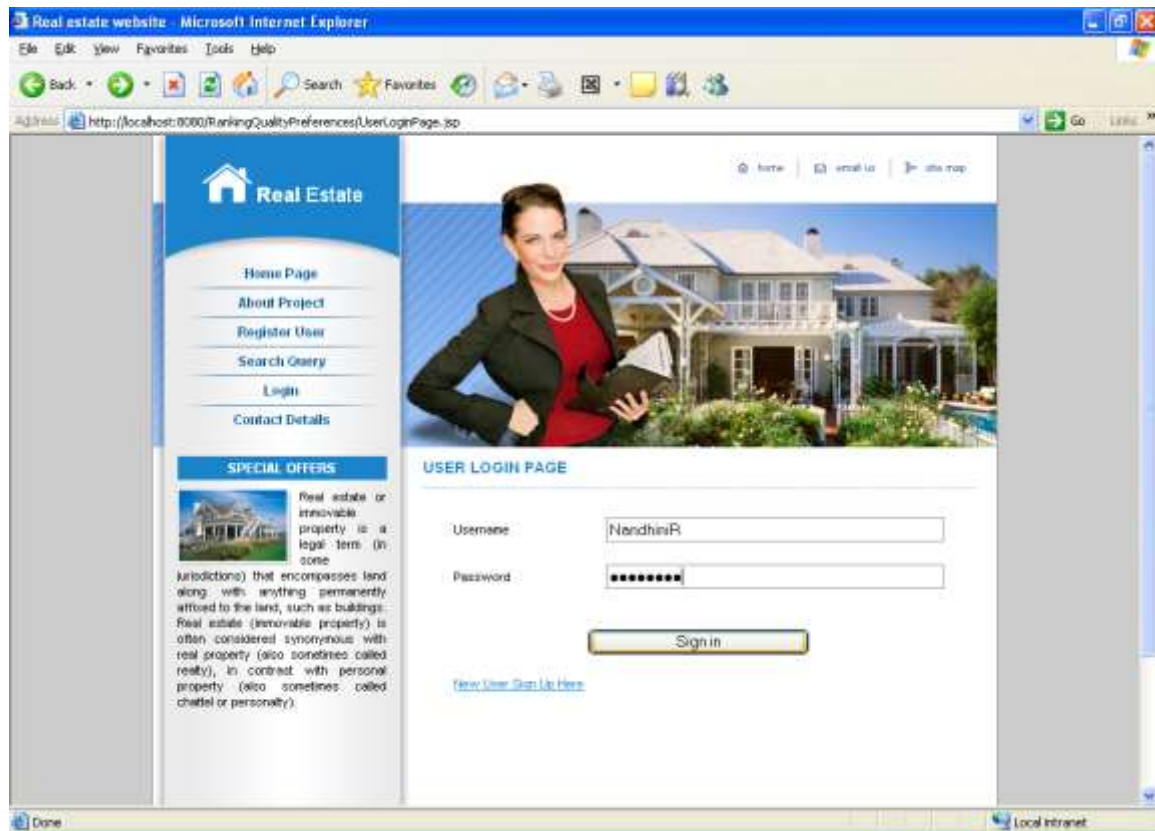 Real estate website - Microsoft Internet Explorer
File Edit View Favorites Tools Help
Back Search Favorites
Address http://localhost:8080/RankingQualityPreferences/UserLoginPage.jsp Go Links »
home email us site map
Real Estate
Home Page
About Project
Register User
Search Query
Login
Contact Details
SPECIAL OFFERS
Real estate or
immovable
property is a
legal term (in
some
jurisdictions) that encompasses land
along with anything permanently
affixed to the land, such as buildings.
Real estate (immovable property) is
often considered synonymous with
real property (also sometimes called
realty), in contrast with personal
property (also sometimes called
chattel or personalty).
USER LOGIN PAGE
Username NandhiniR
Password ●●●●●●●●
Sign in
New User Sign Up Here
Done Local intranet